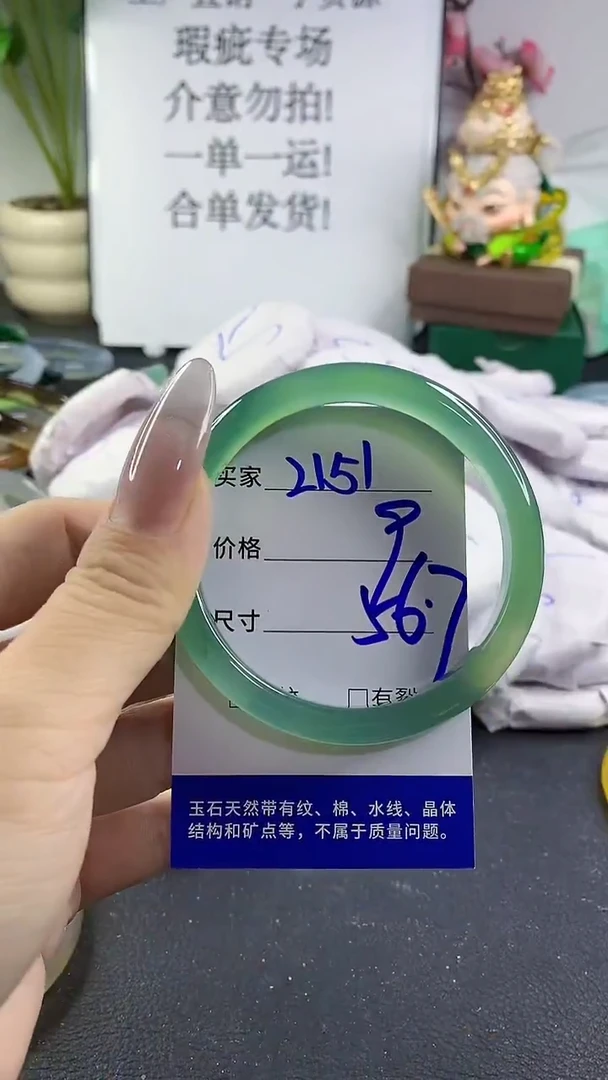 瑕疵专场
介意勿拍!
一单一运!
合单发货!
买家 2151
价格
尺寸 56.7
有裂
玉石天然带有纹、棉、水线、晶体
结构和矿点等，不属于质量问题。